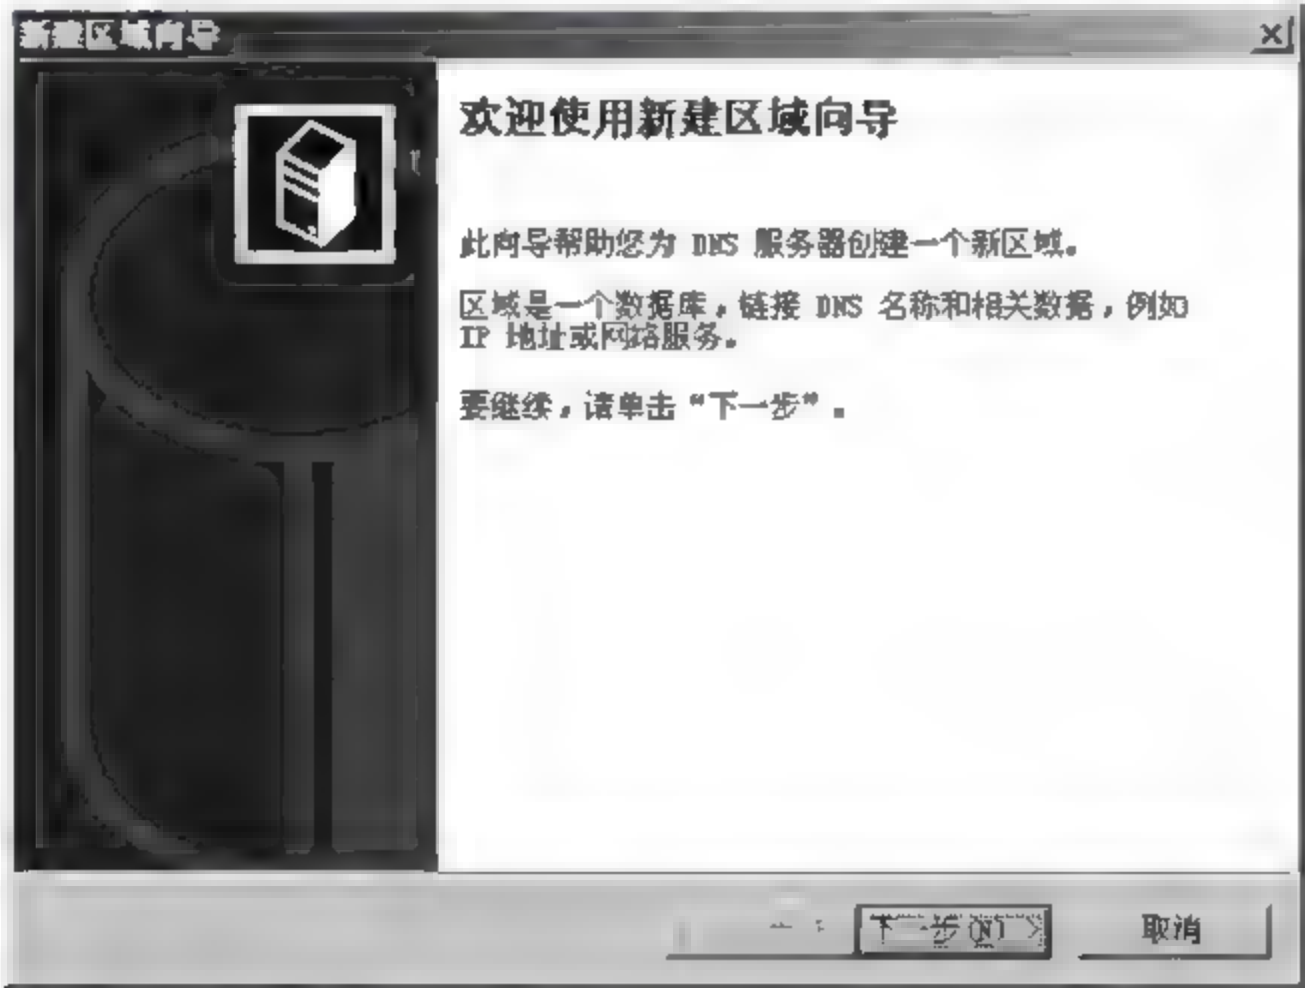 新建区域向导
欢迎使用新建区域向导
此向导帮助您为 DNS 服务器创建一个新区域。
区域是一个数据库，链接 DNS 名称和相关数据，例如
IP 地址或网络服务。
要继续，请单击“下一步”。
下一步(N) >
取消